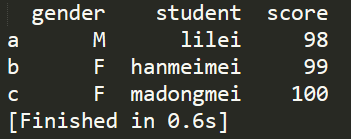 gender student score
a M lilei 98
b F hanmeimei 99
c F madongmei 100
[Finished in 0.6s]